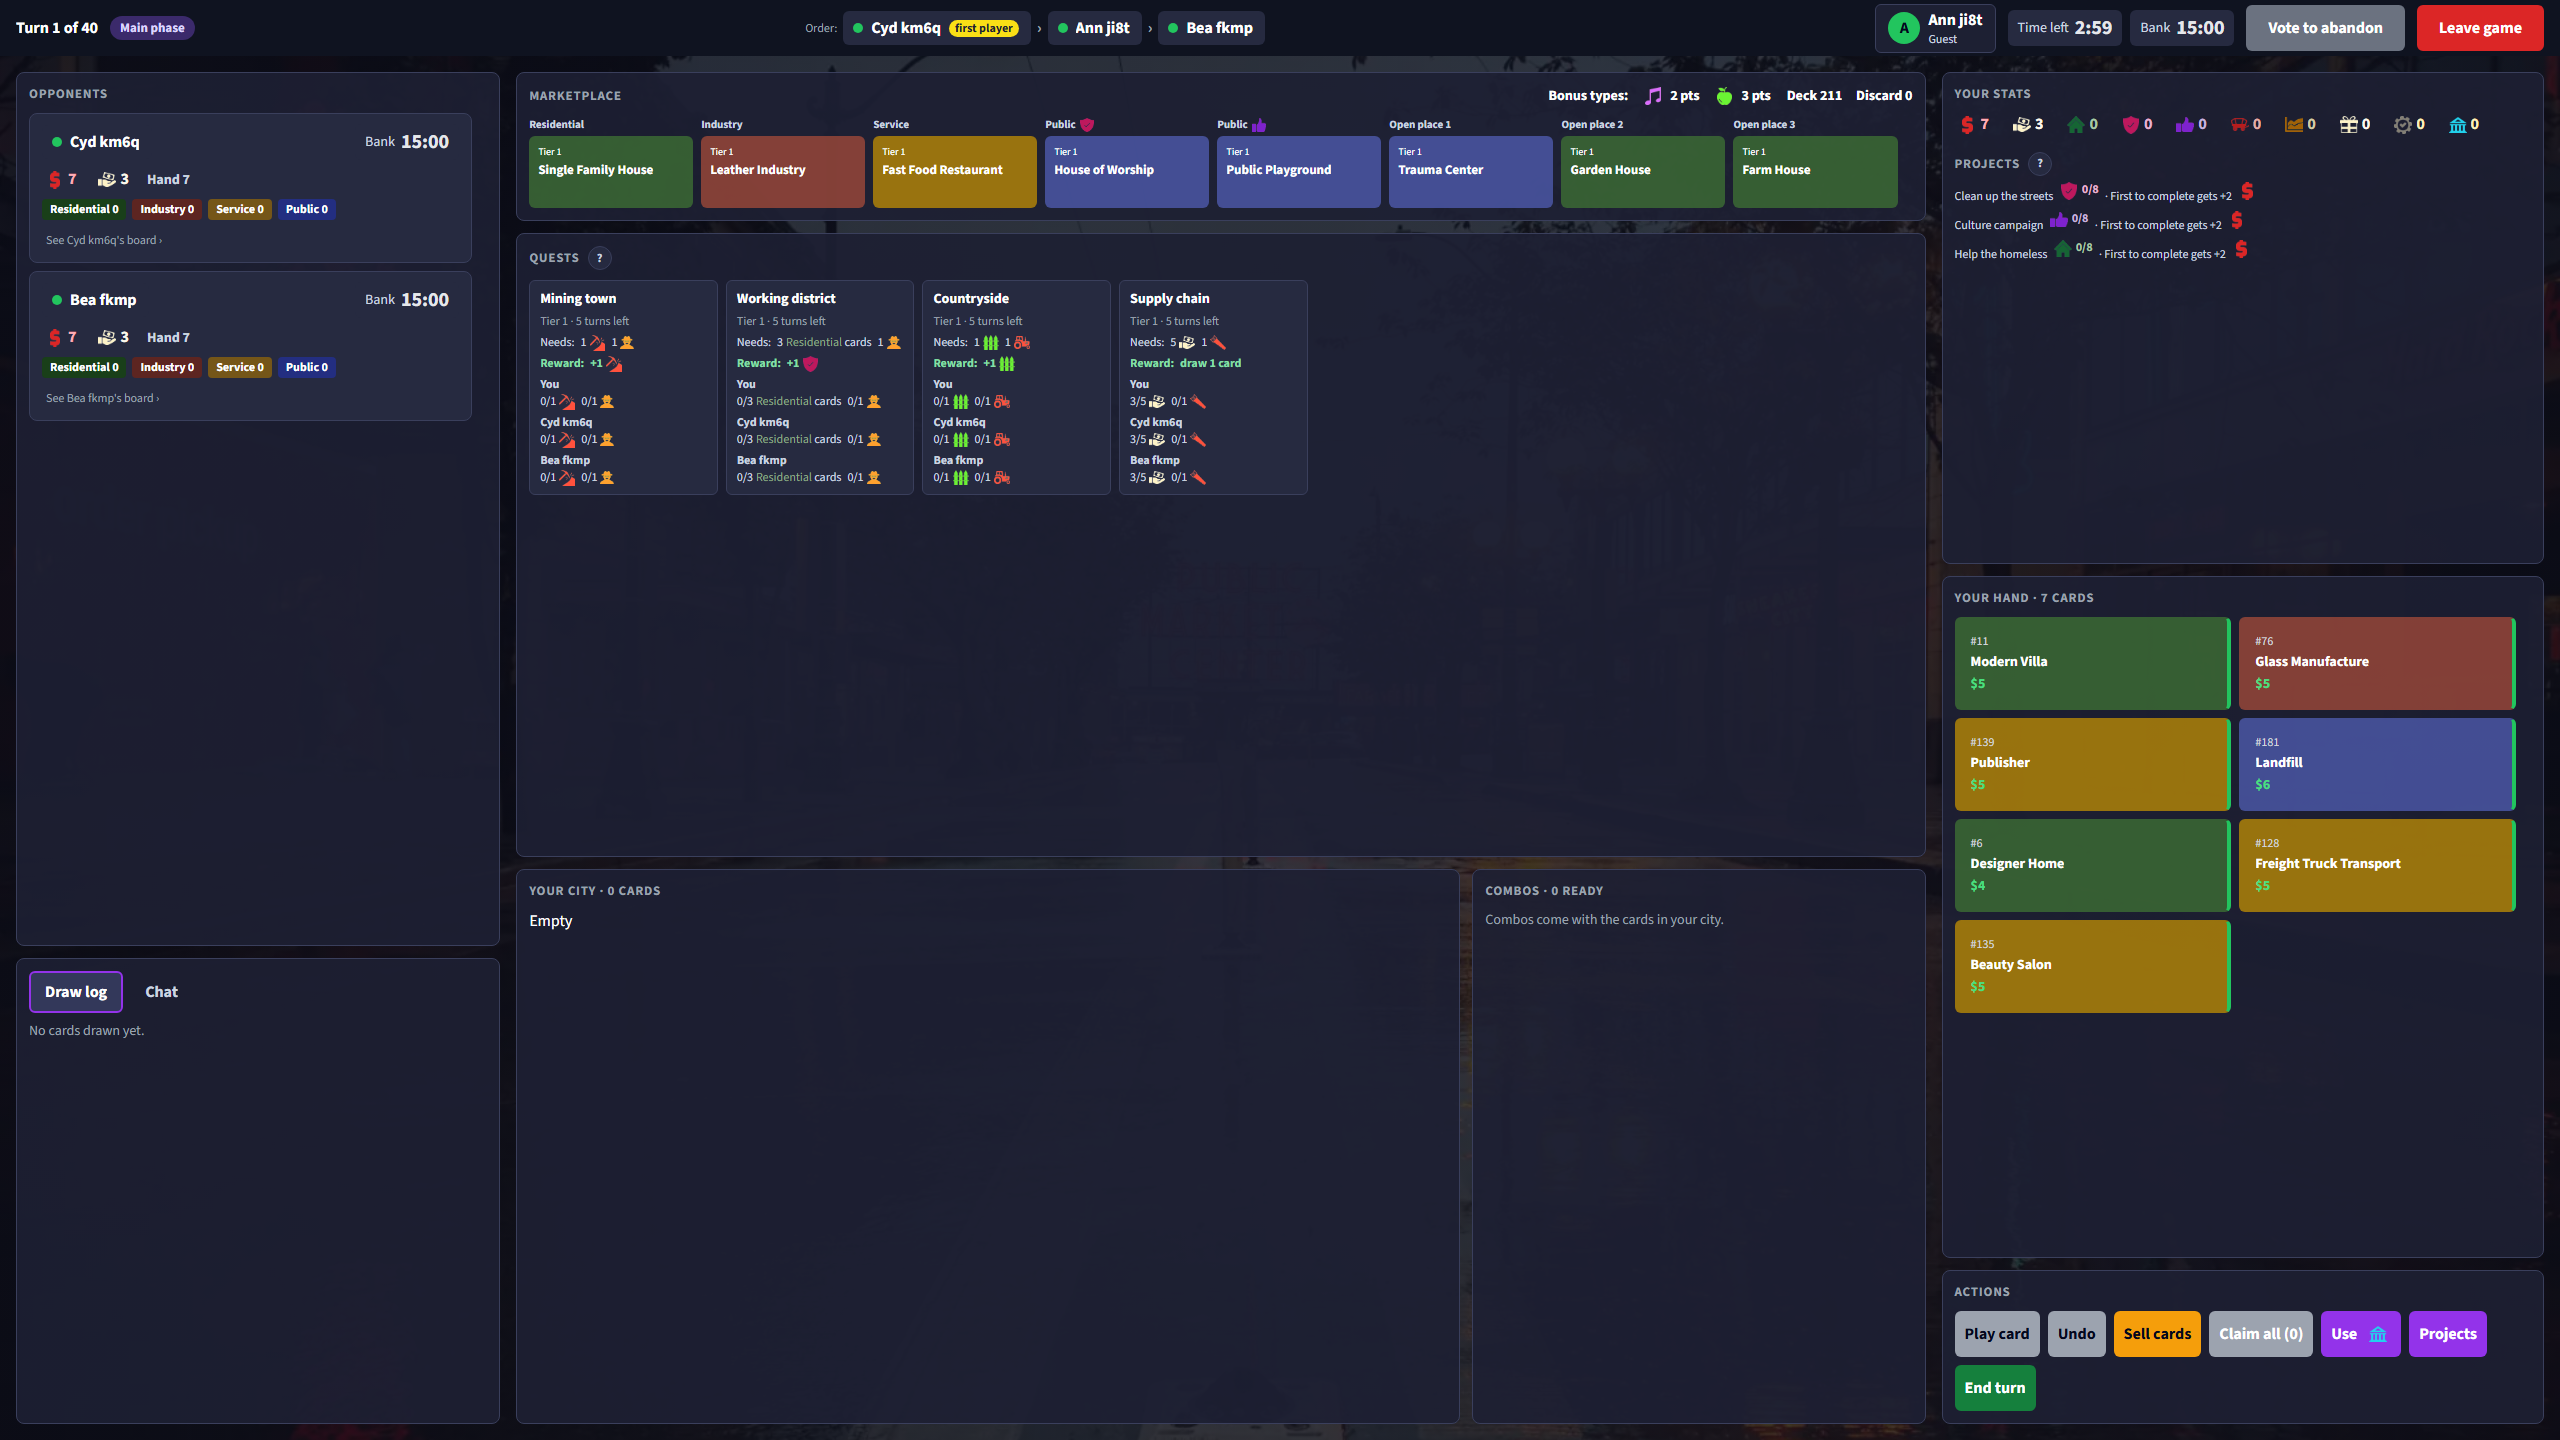 Turn 1 of 40 Main phase
Order: Cyd km6q first player › Ann ji8t › Bea fkmp
A Ann ji8t
Guest
Time left 2:59 Bank 15:00 Vote to abandon Leave game
OPPONENTS
Cyd km6q Bank 15:00
7 3 Hand 7
Residential 0 Industry 0 Service 0 Public 0
See Cyd km6q's board ›
Bea fkmp Bank 15:00
7 3 Hand 7
Residential 0 Industry 0 Service 0 Public 0
See Bea fkmp's board ›
Draw log Chat
No cards drawn yet.
MARKETPLACE
Bonus types: 2 pts 3 pts Deck 211 Discard 0
Residential Industry Service Public Public Open place 1 Open place 2 Open place 3
Tier 1 Tier 1 Tier 1 Tier 1 Tier 1 Tier 1 Tier 1 Tier 1
Single Family House Leather Industry Fast Food Restaurant House of Worship Public Playground Trauma Center Garden House Farm House
QUESTS ?
Mining town
Tier 1 · 5 turns left
Needs: 1 1
Reward: +1
You
0/1 0/1
Cyd km6q
0/1 0/1
Bea fkmp
0/1 0/1
Working district
Tier 1 · 5 turns left
Needs: 3 Residential cards 1
Reward: +1
You
0/3 Residential cards 0/1
Cyd km6q
0/3 Residential cards 0/1
Bea fkmp
0/3 Residential cards 0/1
Countryside
Tier 1 · 5 turns left
Needs: 1 1
Reward: +1
You
0/1 0/1
Cyd km6q
0/1 0/1
Bea fkmp
0/1 0/1
Supply chain
Tier 1 · 5 turns left
Needs: 5 1
Reward: draw 1 card
You
3/5 0/1
Cyd km6q
3/5 0/1
Bea fkmp
3/5 0/1
YOUR CITY · 0 CARDS
Empty
COMBOS · 0 READY
Combos come with the cards in your city.
YOUR STATS
7 3 0 0 0 0 0 0 0 0
PROJECTS ?
Clean up the streets 0/8 · First to complete gets +2
Culture campaign 0/8 · First to complete gets +2
Help the homeless 0/8 · First to complete gets +2
YOUR HAND · 7 CARDS
#11
Modern Villa
$5
#76
Glass Manufacture
$5
#139
Publisher
$5
#181
Landfill
$6
#6
Designer Home
$4
#128
Freight Truck Transport
$5
#135
Beauty Salon
$5
ACTIONS
Play card Undo Sell cards Claim all (0) Use Projects
End turn